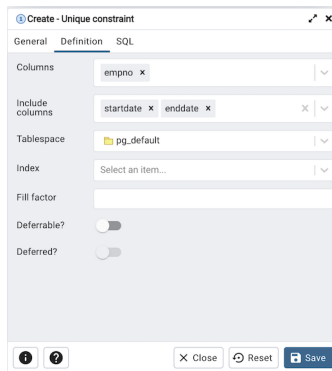 Create - Unique constraint
General Definition SQL
Columns
empno
Include
columns
startdate enddate
Tablespace
pg_default
Index
Select an item...
Fill factor
Deferrable?
Deferred?
Close Reset Save